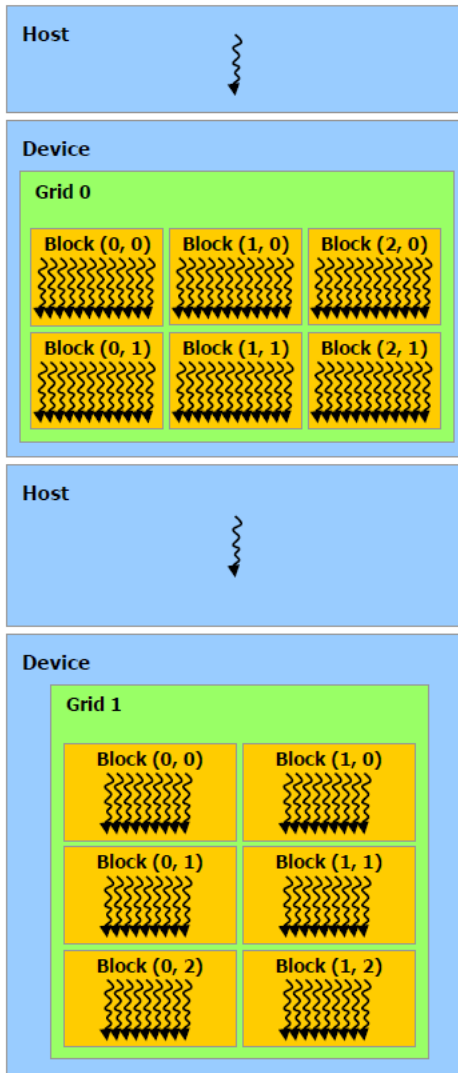 Host
Device
Grid 0
Block (0, 0) Block (1, 0) Block (2, 0)
Block (0, 1) Block (1, 1) Block (2, 1)
Host
Device
Grid 1
Block (0, 0) Block (1, 0)
Block (0, 1) Block (1, 1)
Block (0, 2) Block (1, 2)